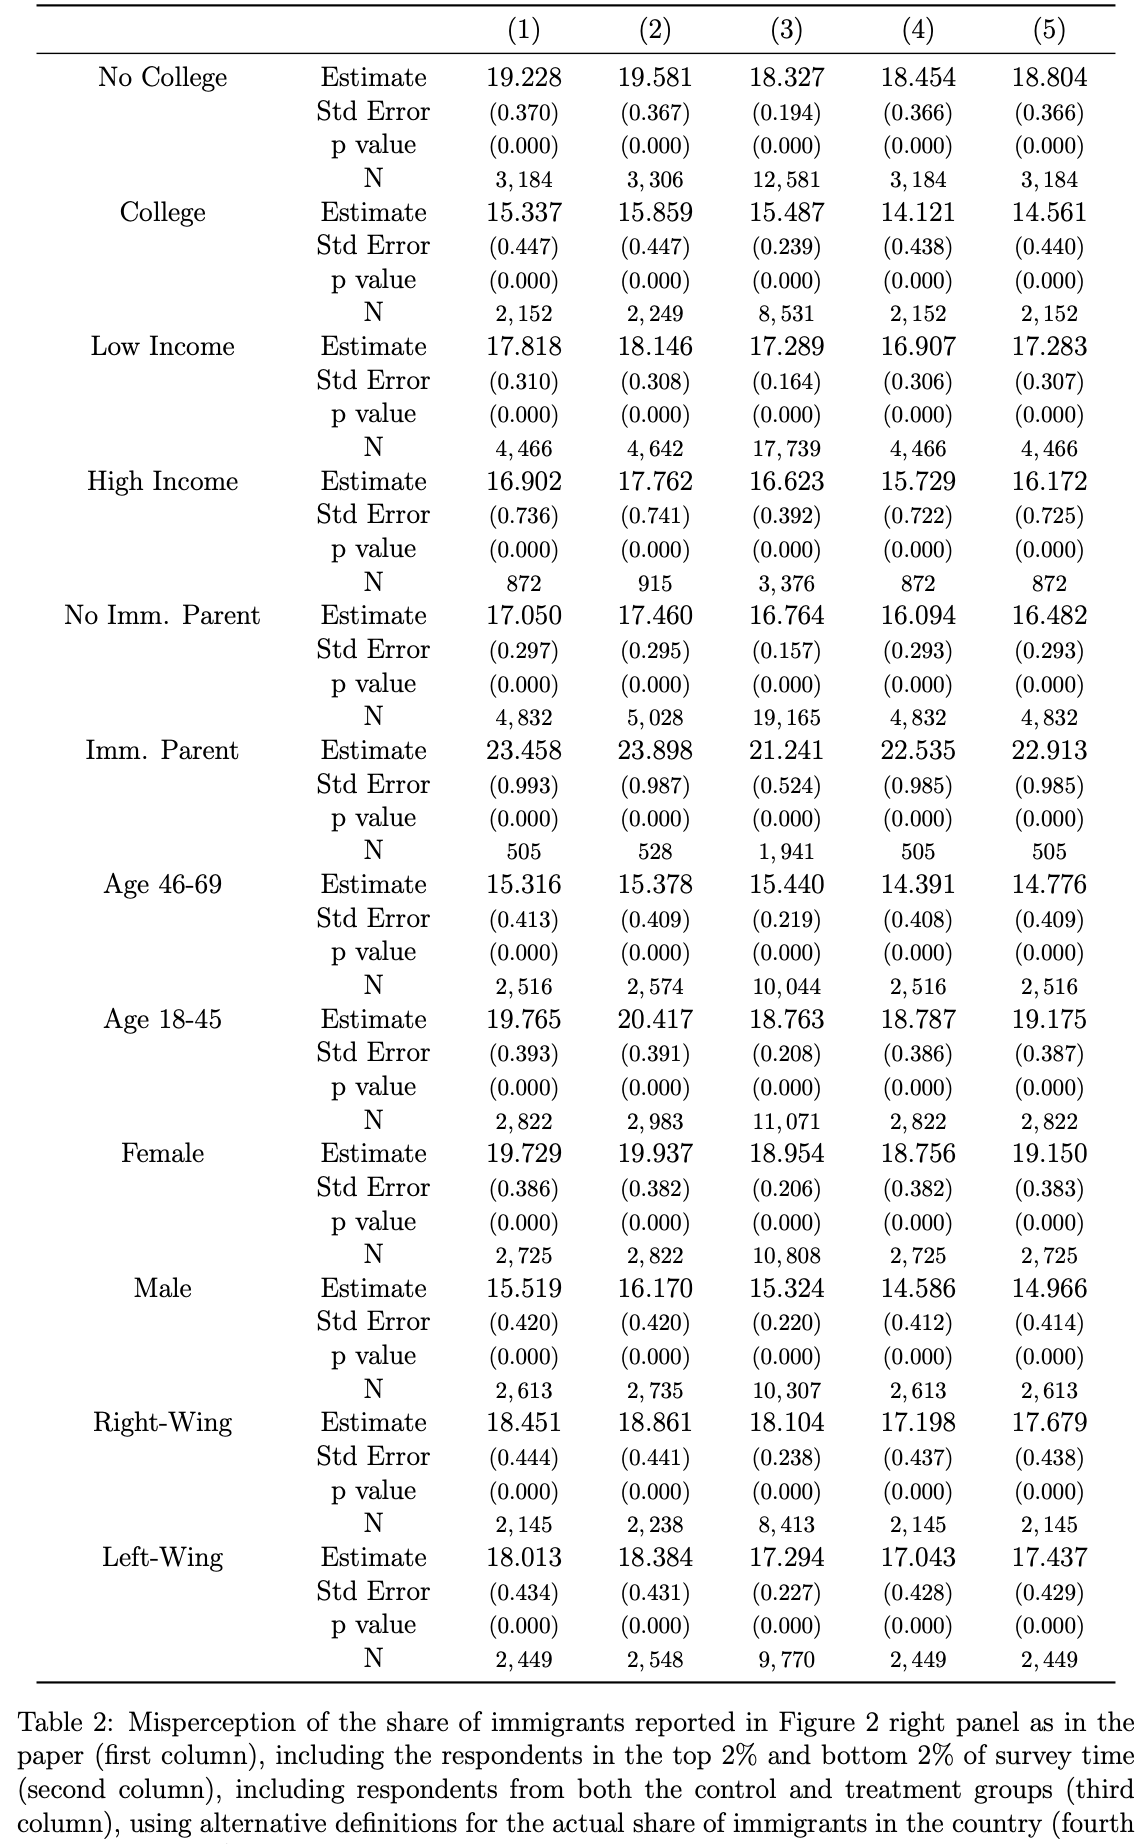 (1) (2) (3) (4) (5)
No College Estimate 19.228 19.581 18.327 18.454 18.804
Std Error (0.370) (0.367) (0.194) (0.366) (0.366)
p value (0.000) (0.000) (0.000) (0.000) (0.000)
N 3,184 3,306 12,581 3,184 3,184
College Estimate 15.337 15.859 15.487 14.121 14.561
Std Error (0.447) (0.447) (0.239) (0.438) (0.440)
p value (0.000) (0.000) (0.000) (0.000) (0.000)
N 2,152 2,249 8,531 2,152 2,152
Low Income Estimate 17.818 18.146 17.289 16.907 17.283
Std Error (0.310) (0.308) (0.164) (0.306) (0.307)
p value (0.000) (0.000) (0.000) (0.000) (0.000)
N 4,466 4,642 17,739 4,466 4,466
High Income Estimate 16.902 17.762 16.623 15.729 16.172
Std Error (0.736) (0.741) (0.392) (0.722) (0.725)
p value (0.000) (0.000) (0.000) (0.000) (0.000)
N 872 915 3,376 872 872
No Imm. Parent Estimate 17.050 17.460 16.764 16.094 16.482
Std Error (0.297) (0.295) (0.157) (0.293) (0.293)
p value (0.000) (0.000) (0.000) (0.000) (0.000)
N 4,832 5,028 19,165 4,832 4,832
Imm. Parent Estimate 23.458 23.898 21.241 22.535 22.913
Std Error (0.993) (0.987) (0.524) (0.985) (0.985)
p value (0.000) (0.000) (0.000) (0.000) (0.000)
N 505 528 1,941 505 505
Age 46-69 Estimate 15.316 15.378 15.440 14.391 14.776
Std Error (0.413) (0.409) (0.219) (0.408) (0.409)
p value (0.000) (0.000) (0.000) (0.000) (0.000)
N 2,516 2,574 10,044 2,516 2,516
Age 18-45 Estimate 19.765 20.417 18.763 18.787 19.175
Std Error (0.393) (0.391) (0.208) (0.386) (0.387)
p value (0.000) (0.000) (0.000) (0.000) (0.000)
N 2,822 2,983 11,071 2,822 2,822
Female Estimate 19.729 19.937 18.954 18.756 19.150
Std Error (0.386) (0.382) (0.206) (0.382) (0.383)
p value (0.000) (0.000) (0.000) (0.000) (0.000)
N 2,725 2,822 10,808 2,725 2,725
Male Estimate 15.519 16.170 15.324 14.586 14.966
Std Error (0.420) (0.420) (0.220) (0.412) (0.414)
p value (0.000) (0.000) (0.000) (0.000) (0.000)
N 2,613 2,735 10,307 2,613 2,613
Right-Wing Estimate 18.451 18.861 18.104 17.198 17.679
Std Error (0.444) (0.441) (0.238) (0.437) (0.438)
p value (0.000) (0.000) (0.000) (0.000) (0.000)
N 2,145 2,238 8,413 2,145 2,145
Left-Wing Estimate 18.013 18.384 17.294 17.043 17.437
Std Error (0.434) (0.431) (0.227) (0.428) (0.429)
p value (0.000) (0.000) (0.000) (0.000) (0.000)
N 2,449 2,548 9,770 2,449 2,449
Table 2: Misperception of the share of immigrants reported in Figure 2 right panel as in the
paper (first column), including the respondents in the top 2% and bottom 2% of survey time
(second column), including respondents from both the control and treatment groups (third
column), using alternative definitions for the actual share of immigrants in the country (fourth